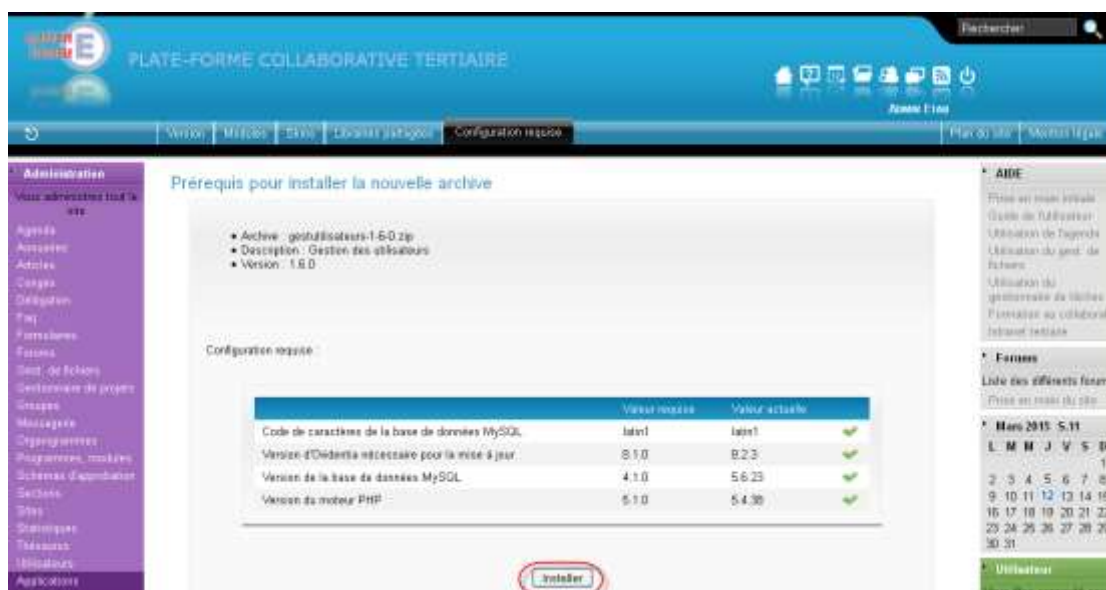 Rechercher
PLATE-FORME COLLABORATIVE TERTIAIRE
Version Modules Skins Librairies partagées Configuration requise Plan du site Mention légale
Administration
Vous administrez tout le site
Agenda
Annuaires
Articles
Congés
Délégation
Faq
Formulaires
Forums
Gest. de fichiers
Gestionnaire de projets
Groupes
Messagerie
Organigrammes
Programmes, modules
Schémas d'approbation
Sections
Sites
Statistiques
Thésaurus
Utilisateurs
Applications
Prérequis pour installer la nouvelle archive
• Archive : gestutilisateurs-1-6-0.zip
• Description : Gestion des utilisateurs
• Version : 1.6.0
Configuration requise :
Valeur requise Valeur actuelle
Code de caractères de la base de données MySQL latin1 latin1
Version d'Ovidentia nécessaire pour la mise à jour 8.1.0 8.2.3
Version de la base de données MySQL 4.1.0 5.6.23
Version du moteur PHP 5.1.0 5.4.38
Installer
AIDE
Prise en main initiale
Guide de l'utilisateur
Utilisation de l'agenda
Utilisation du gest. de
fichiers
Utilisation du
gestionnaire de tâches
Formation au
Intranet tertiaire
Forums
Liste des différents forum
Prise en main du site
Mars 2015 S.11
L M M J V S D
1
2 3 4 5 6 7 8
9 10 11 12 13 14 15
16 17 18 19 20 21 22
23 24 25 26 27 28 29
30 31
Utilisateur